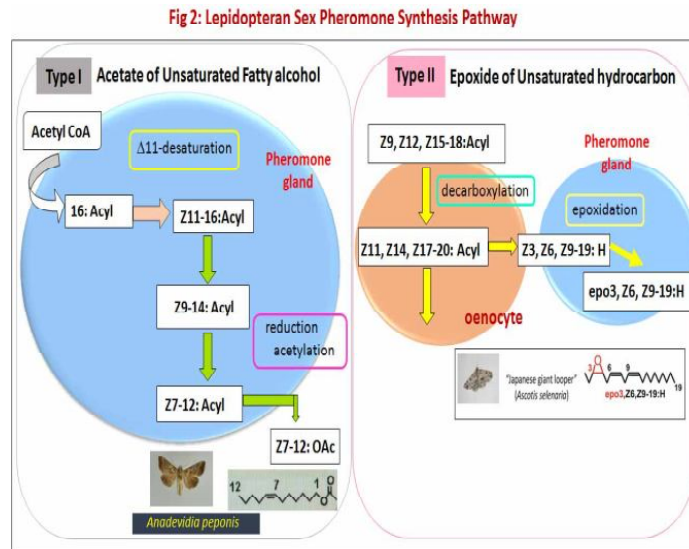 Fig 2: Lepidopteran Sex Pheromone Synthesis Pathway
Type I
Acetate of Unsaturated Fatty alcohol
Acetyl CoA
Δ11-desaturation
Pheromone
gland
16: Acyl
Z11-16:Acyl
Z9-14: Acyl
reduction
acetylation
Z7-12: Acyl
Z7-12: OAc
12
7
1
O
O
Anadevidia peponis
Type II
Epoxide of Unsaturated hydrocarbon
Z9, Z12, Z15-18:Acyl
Pheromone
gland
decarboxylation
epoxidation
Z11, Z14, Z17-20: Acyl
Z3, Z6, Z9-19: H
epo3, Z6, Z9-19:H
oenocyte
"Japanese giant looper"
(Ascotis selenaria)
O
3
6
9
19
epo3,Z6,Z9-19:H